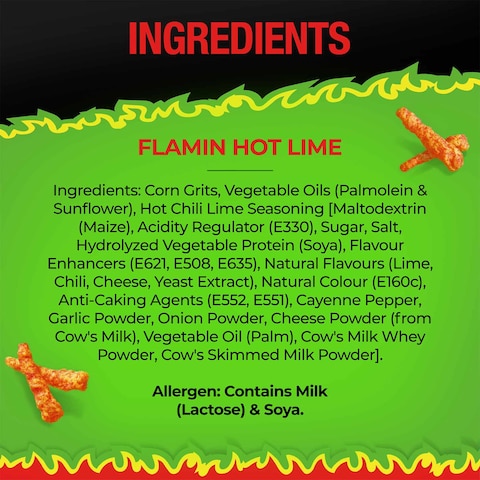 INGREDIENTS
FLAMIN HOT LIME
Ingredients: Corn Grits, Vegetable Oils (Palmolein &
Sunflower), Hot Chili Lime Seasoning [Maltodextrin
(Maize), Acidity Regulator (E330), Sugar, Salt,
Hydrolyzed Vegetable Protein (Soya), Flavour
Enhancers (E621, E508, E635), Natural Flavours (Lime,
Chili, Cheese, Yeast Extract), Natural Colour (E160c),
Anti-Caking Agents (E552, E551), Cayenne Pepper,
Garlic Powder, Onion Powder, Cheese Powder (from
Cow's Milk), Vegetable Oil (Palm), Cow's Milk Whey
Powder, Cow's Skimmed Milk Powder].
Allergen: Contains Milk
(Lactose) & Soya.